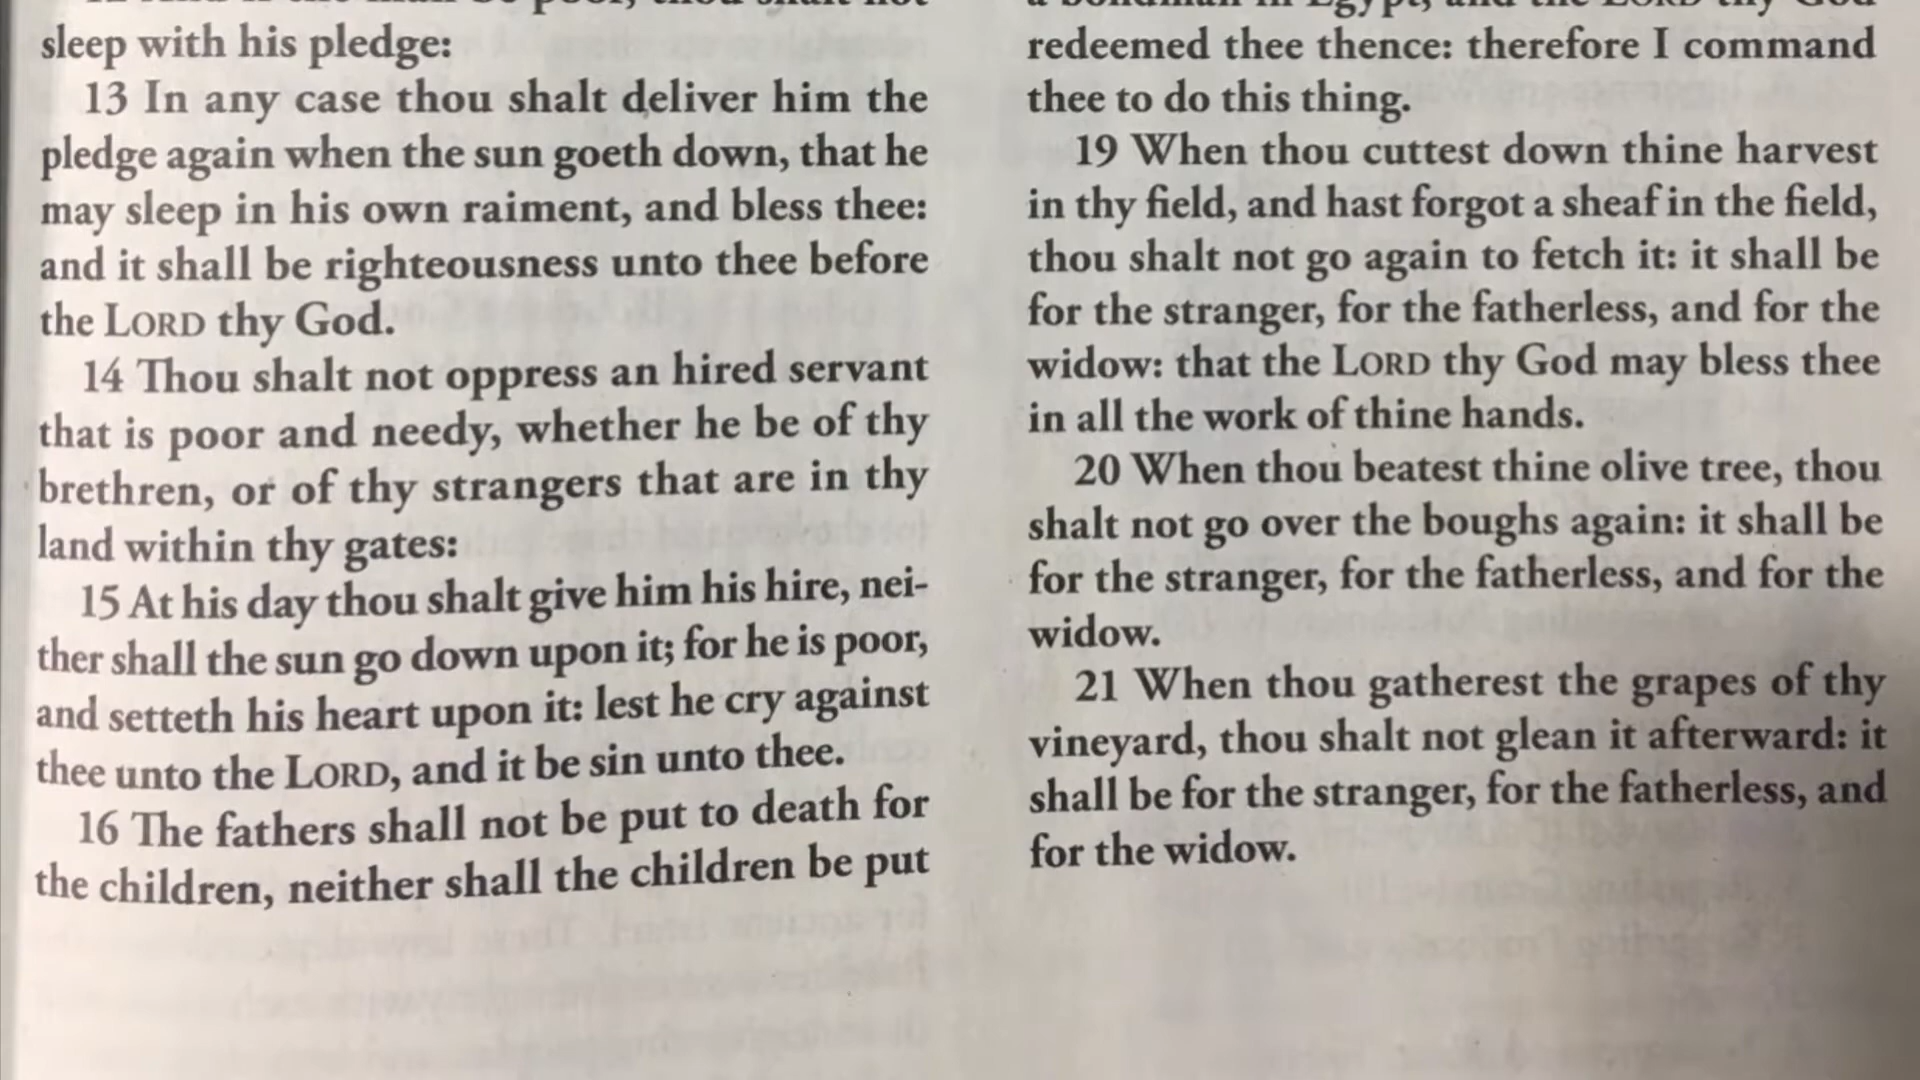 sleep with his pledge:
13 In any case thou shalt deliver him the
pledge again when the sun goeth down, that he
may sleep in his own raiment, and bless thee:
and it shall be righteousness unto thee before
the LORD thy God.
14 Thou shalt not oppress an hired servant
that is poor and needy, whether he be of thy
brethren, or of thy strangers that are in thy
land within thy gates:
15 At his day thou shalt give him his hire, nei-
ther shall the sun go down upon it; for he is poor,
and setteth his heart upon it: lest he cry against
thee unto the LORD, and it be sin unto thee.
16 The fathers shall not be put to death for
the children, neither shall the children be put
a bondman in Egypt, and the LORD thy God
redeemed thee thence: therefore I command
thee to do this thing.
19 When thou cuttest down thine harvest
in thy field, and hast forgot a sheaf in the field,
thou shalt not go again to fetch it: it shall be
for the stranger, for the fatherless, and for the
widow: that the LORD thy God may bless thee
in all the work of thine hands.
20 When thou beatest thine olive tree, thou
shalt not go over the boughs again: it shall be
for the stranger, for the fatherless, and for the
widow.
21 When thou gatherest the grapes of thy
vineyard, thou shalt not glean it afterward: it
shall be for the stranger, for the fatherless, and
for the widow.